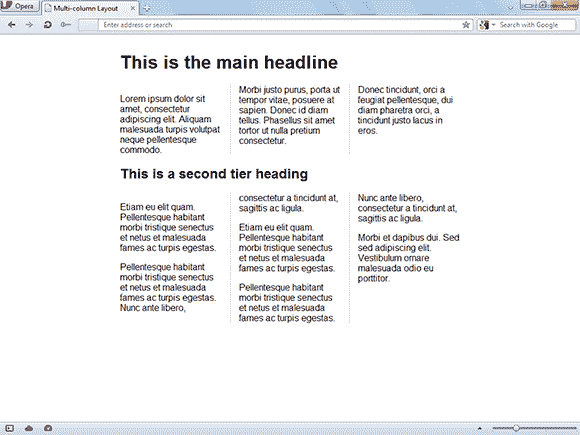 Opera
Multi-column Layout
Enter address or search
Search with Google
This is the main headline
Lorem ipsum dolor sit
amet, consectetur
adipiscing elit. Aliquam
malesuada turpis volutpat
neque pellentesque
commodo.
Morbi justo purus, porta ut
tempor vitae, posuere at
sapien. Donec id diam
tellus. Phasellus sit amet
tortor ut nulla pretium
consectetur.
Donec tincidunt, orci a
feugiat pellentesque, dui
diam pharetra orci, a
tincidunt justo lacus in
eros.
This is a second tier heading
Etiam eu elit quam.
Pellentesque habitant
morbi tristique senectus
et netus et malesuada
fames ac turpis egestas.
Pellentesque habitant
morbi tristique senectus
et netus et malesuada
fames ac turpis egestas.
Nunc ante libero,
consectetur a tincidunt at,
sagittis ac ligula.
Etiam eu elit quam.
Pellentesque habitant
morbi tristique senectus
et netus et malesuada
fames ac turpis egestas.
Pellentesque habitant
morbi tristique senectus
et netus et malesuada
fames ac turpis egestas.
Nunc ante libero,
consectetur a tincidunt at,
sagittis ac ligula.
Morbi et dapibus dui. Sed
sed adipiscing elit.
Vestibulum ornare
malesuada odio eu
porttitor.